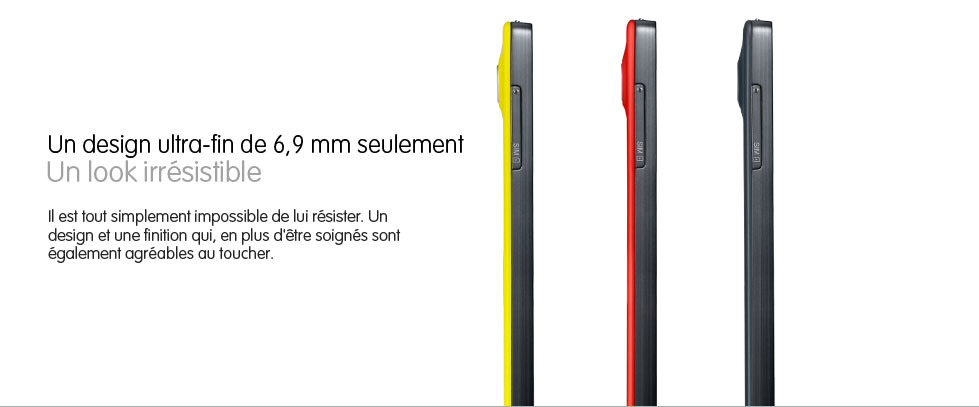 Un design ultra-fin de 6,9 mm seulement
Un look irrésistible
Il est tout simplement impossible de lui résister. Un
design et une finition qui, en plus d'être soignés sont
également agréables au toucher.
SIM
SIM
SIM